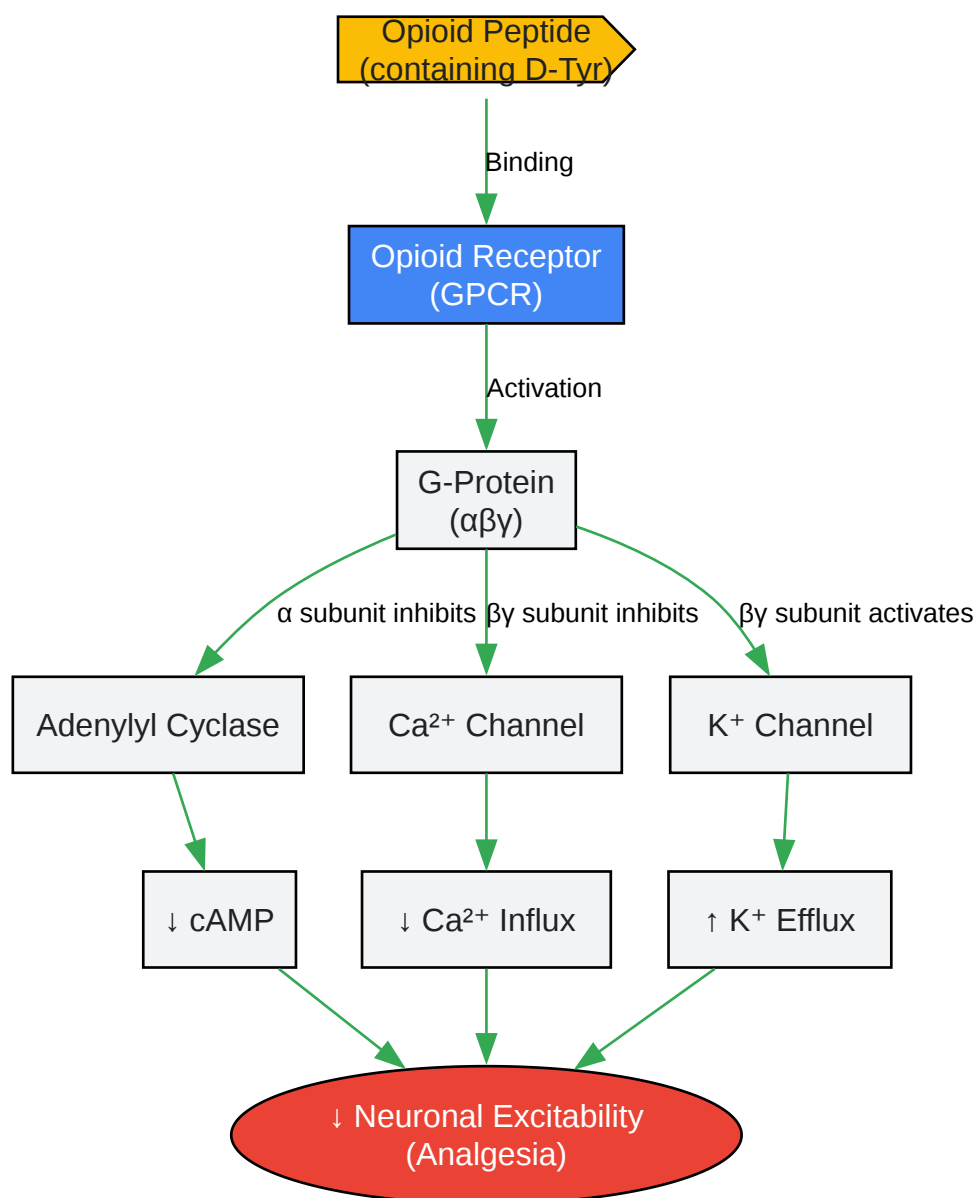 Opioid Peptide
(containing D-Tyr)
Binding
Opioid Receptor
(GPCR)
Activation
G-Protein
(αβγ)
α subunit inhibits
βγ subunit inhibits
βγ subunit activates
Adenylyl Cyclase
Ca²⁺ Channel
K⁺ Channel
↓ cAMP
↓ Ca²⁺ Influx
↑ K⁺ Efflux
↓ Neuronal Excitability
(Analgesia)